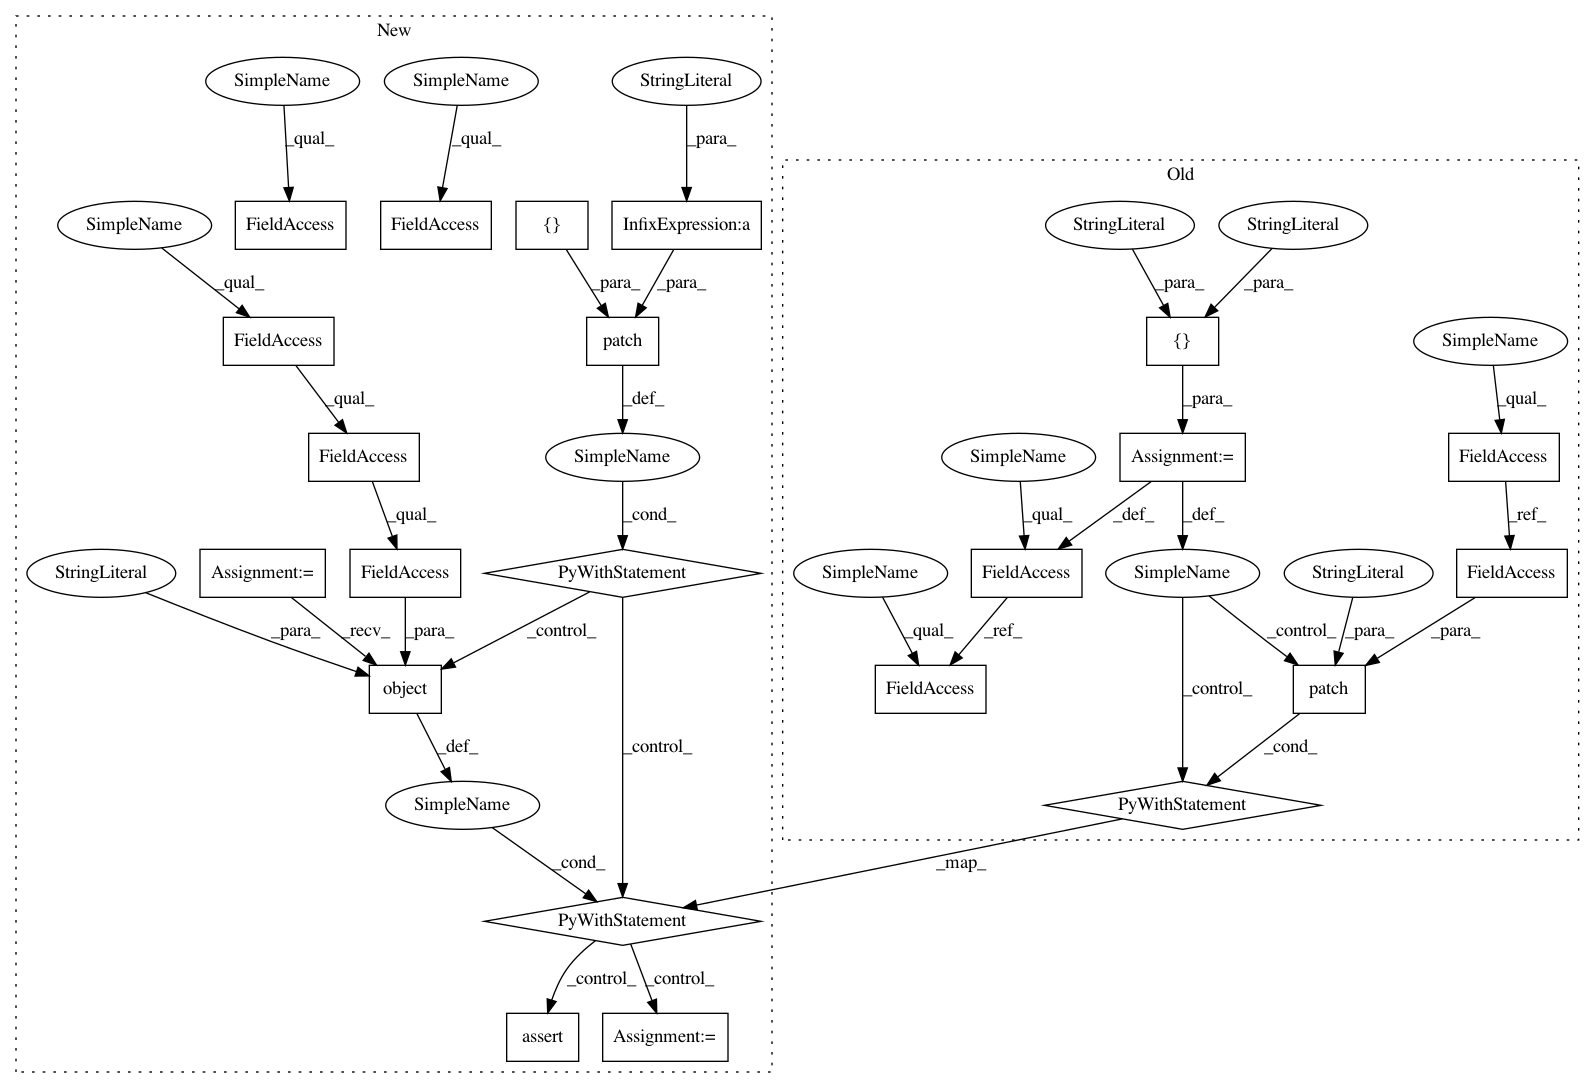 New
SimpleName
SimpleName
StringLiteral
_qual_
_qual_
_para_
Old
SimpleName
FieldAccess
FieldAccess
{}
InfixExpression:a
StringLiteral
StringLiteral
_qual_
_para_
_para_
_para_
_para_
FieldAccess
patch
{}
SimpleName
_qual_
_def_
_para_
_qual_
FieldAccess
SimpleName
SimpleName
Assignment:=
FieldAccess
_qual_
_cond_
_qual_
_def_
_def_
_ref_
StringLiteral
Assignment:=
FieldAccess
PyWithStatement
SimpleName
FieldAccess
SimpleName
StringLiteral
FieldAccess
_para_
_recv_
_para_
_control_
_qual_
_ref_
_control_
_para_
_para_
object
FieldAccess
patch
_def_
_control_
_control_
_cond_
SimpleName
PyWithStatement
_cond_
_map_
PyWithStatement
_control_
_control_
assert
Assignment:=